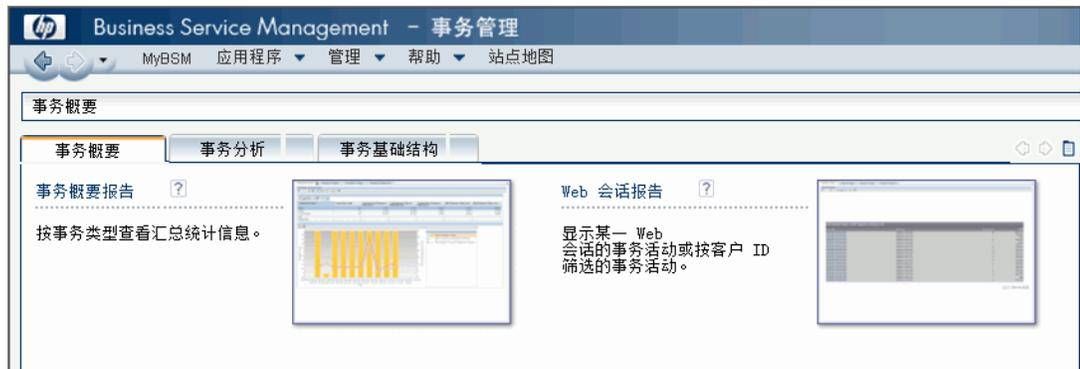 hp Business Service Management - 事务管理
MyBSM 应用程序 管理 帮助 站点地图
事务概要
事务概要 事务分析 事务基础结构
事务概要报告 ?
按事务类型查看汇总统计信息。
Web 会话报告 ?
显示某一 Web
会话的事务活动或按客户 ID
筛选的事务活动。